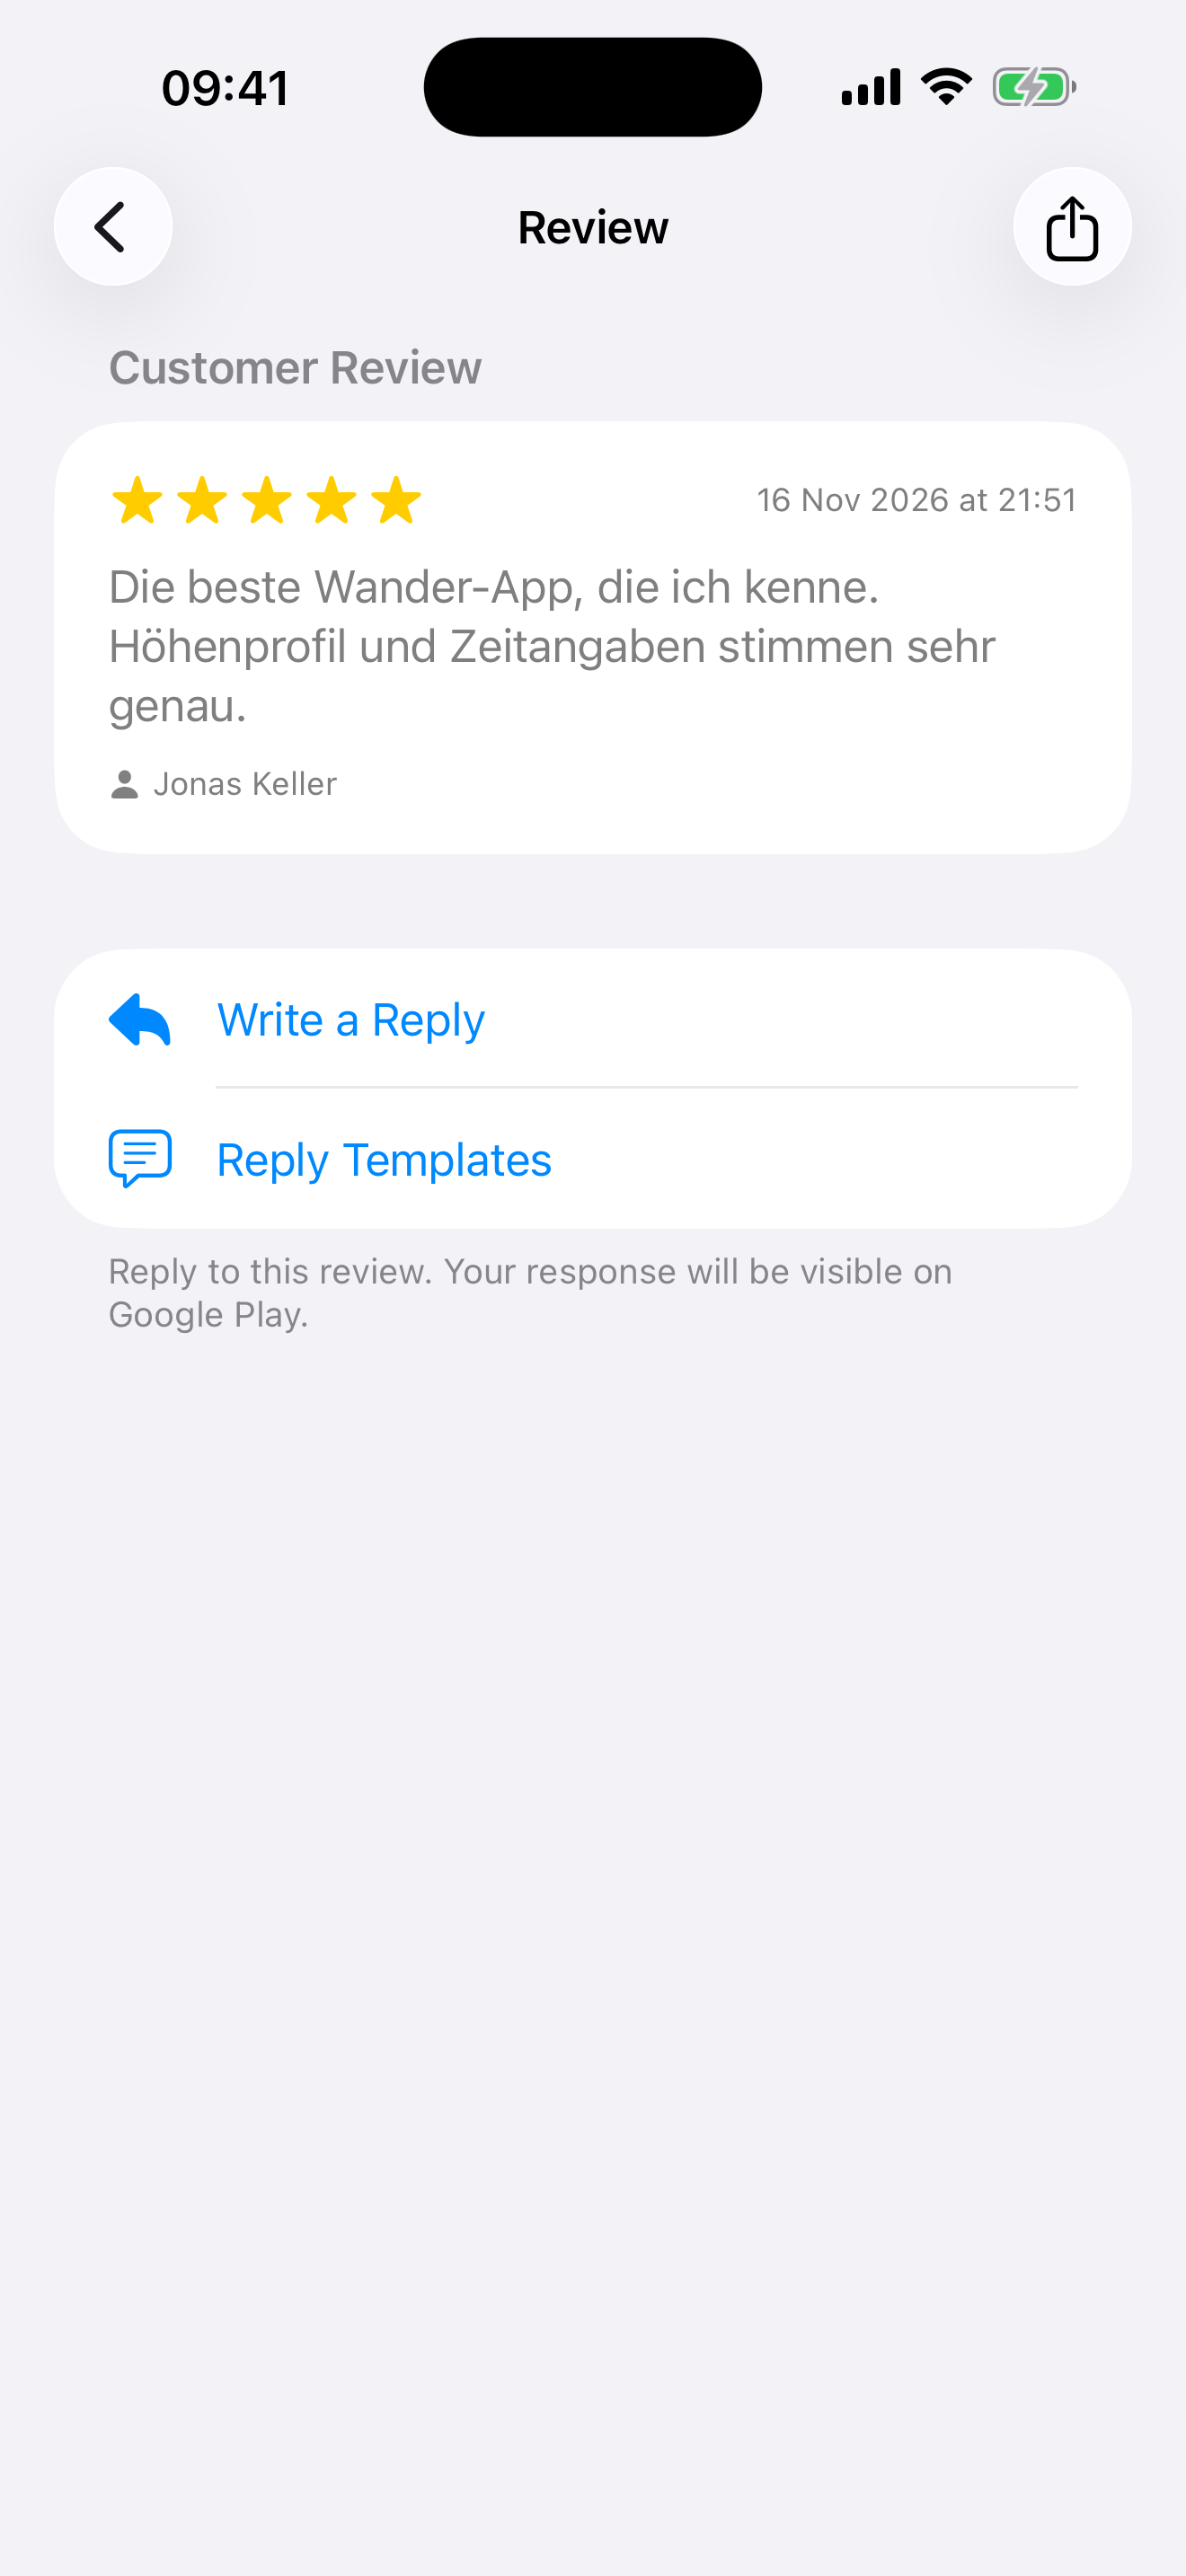 09:41
Review
Customer Review
16 Nov 2026 at 21:51
Die beste Wander-App, die ich kenne.
Höhenprofil und Zeitangaben stimmen sehr
genau.
Jonas Keller
Write a Reply
Reply Templates
Reply to this review. Your response will be visible on
Google Play.